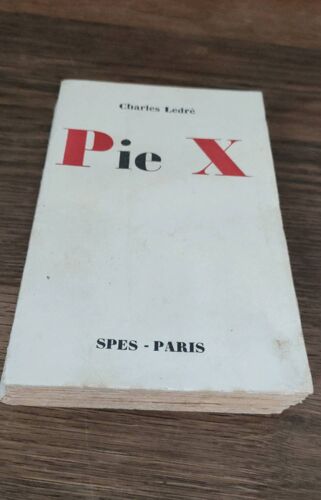 Charles Ledré
Pie X
SPES - PARIS